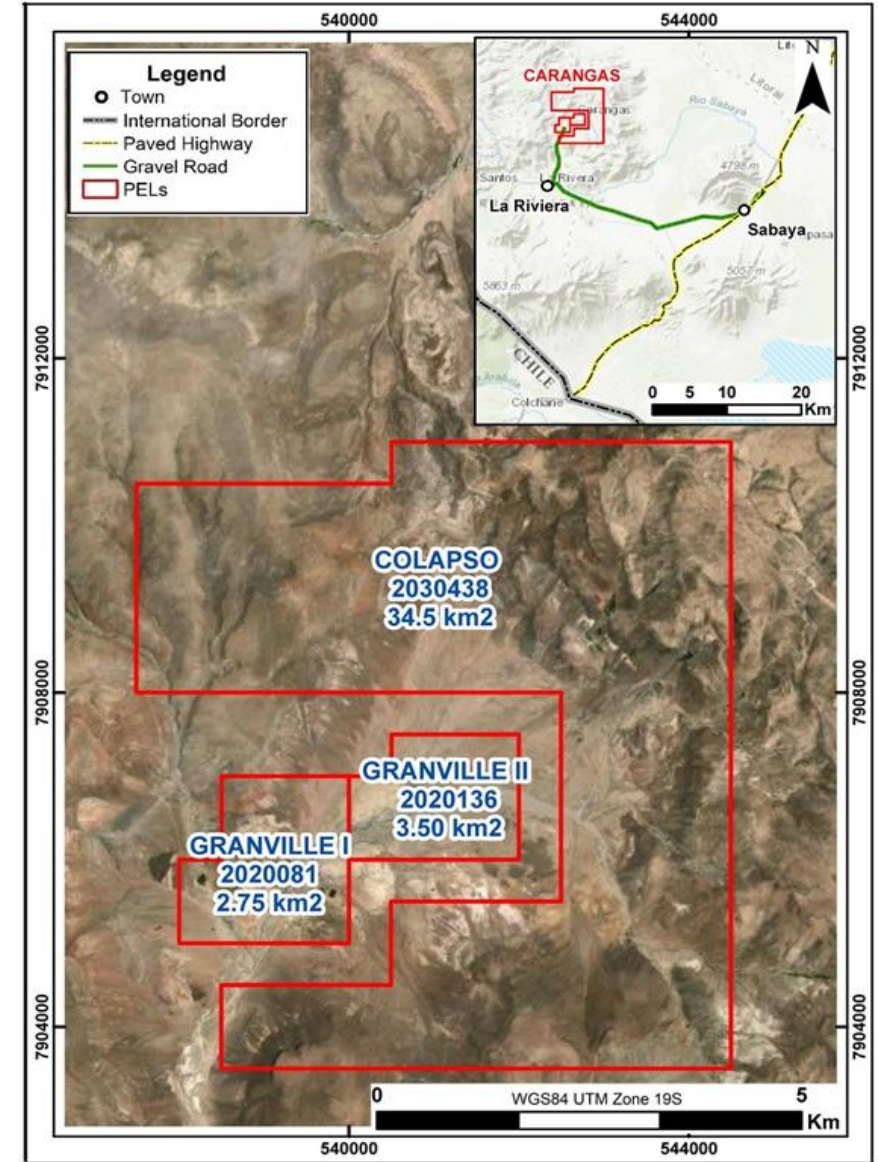 540000
544000
Legend
Town
International Border
Paved Highway
Gravel Road
PELs
N
CARANGAS
Carangas
Litoral
Rio Sabaya
4798 m
Santos
La Rivera
La Riviera
Sabaya
5057 m
5863 m
CHILE
Colchane
0 5 10 20
Km
7912000
7912000
COLAPSO
2030438
34.5 km2
7908000
7908000
GRANVILLE II
2020136
3.50 km2
GRANVILLE I
2020081
2.75 km2
7904000
7904000
0 WGS84 UTM Zone 19S 5
Km
540000
544000